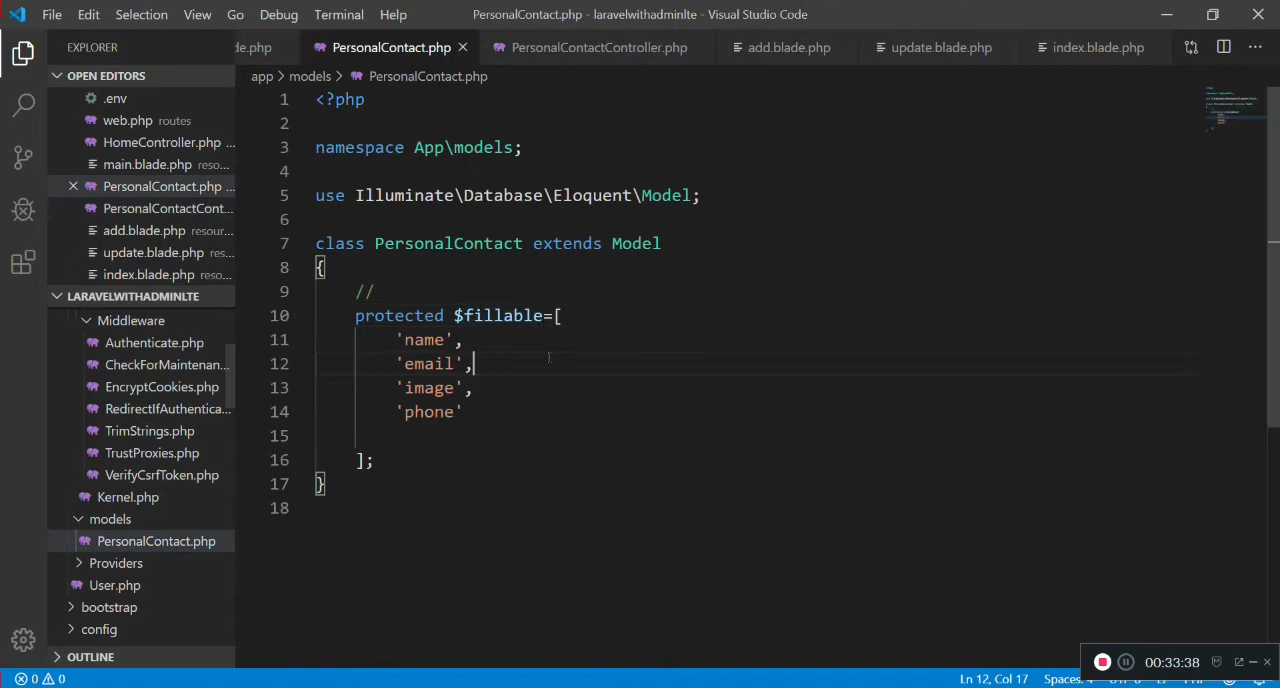 File Edit Selection View Go Debug Terminal Help PersonalContact.php - laravelwithadminlte - Visual Studio Code
EXPLORER
de.php PersonalContact.php PersonalContactController.php add.blade.php update.blade.php index.blade.php
OPEN EDITORS
.env
web.php routes
HomeController.php ...
main.blade.php reso...
PersonalContact.php ...
PersonalContactCont...
add.blade.php resour...
update.blade.php res...
index.blade.php reso...
LARAVELWITHADMINLTE
Middleware
Authenticate.php
CheckForMaintenan...
EncryptCookies.php
RedirectIfAuthentica...
TrimStrings.php
TrustProxies.php
VerifyCsrfToken.php
Kernel.php
models
PersonalContact.php
Providers
User.php
bootstrap
config
OUTLINE
app > models > PersonalContact.php
1 <?php
2
3 namespace App\models;
4
5 use Illuminate\Database\Eloquent\Model;
6
7 class PersonalContact extends Model
8 {
9 //
10 protected $fillable=[
11 'name',
12 'email',
13 'image',
14 'phone'
15
16 ];
17 }
18
00:33:38
0 0 Ln 12, Col 17